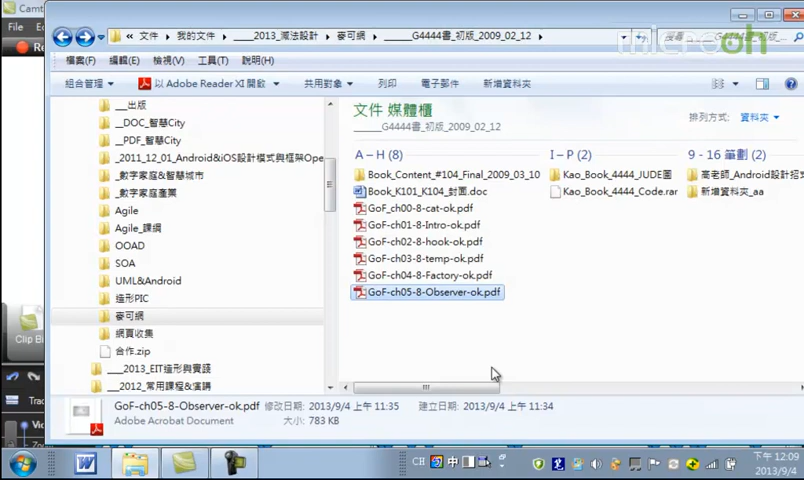 Camt
File
Re
文件 ▸ 我的文件 ▸ ____2013_減法設計 ▸ 麥可網 ▸ ______G4444書_初版_2009_02_12 ▸
microoh
檔案(F) 編輯(E) 檢視(V) 工具(T) 說明(H)
組合管理 以 Adobe Reader XI 開啟 共用對象 列印 電子郵件 新增資料夾
___出版
__DOC_智慧City
__PDF_智慧City
_2011_12_01_Android&iOS設計模式與框架Ope
_數字家庭&智慧城市
_數字家庭產業
Agile
Agile_課綱
OOAD
SOA
UML&Android
造形PIC
麥可網
網頁收集
合作.zip
____2013_EIT造形與實踐
___2012_常用課程&演講
文件 媒體櫃
______G4444書_初版_2009_02_12
排列方式: 資料夾
A – H (8)
Book_Content_#104_Final_2009_03_10
Book_K101_K104_封面.doc
GoF_ch00-8-cat-ok.pdf
GoF-ch01-8-Intro-ok.pdf
GoF-ch02-8-hook-ok.pdf
GoF-ch03-8-temp-ok.pdf
GoF-ch04-8-Factory-ok.pdf
GoF-ch05-8-Observer-ok.pdf
I – P (2)
Kao_Book_4444_JUDE圖
Kao_Book_4444_Code.rar
9 - 16 筆劃 (2)
高老師_Android設計招
新增資料夾_aa
Clip Bi
Trac
Vi
GoF-ch05-8-Observer-ok.pdf 修改日期: 2013/9/4 上午 11:35 建立日期: 2013/9/4 上午 11:34
Adobe Acrobat Document 大小: 783 KB
CH 中
下午 12:09
2013/9/4